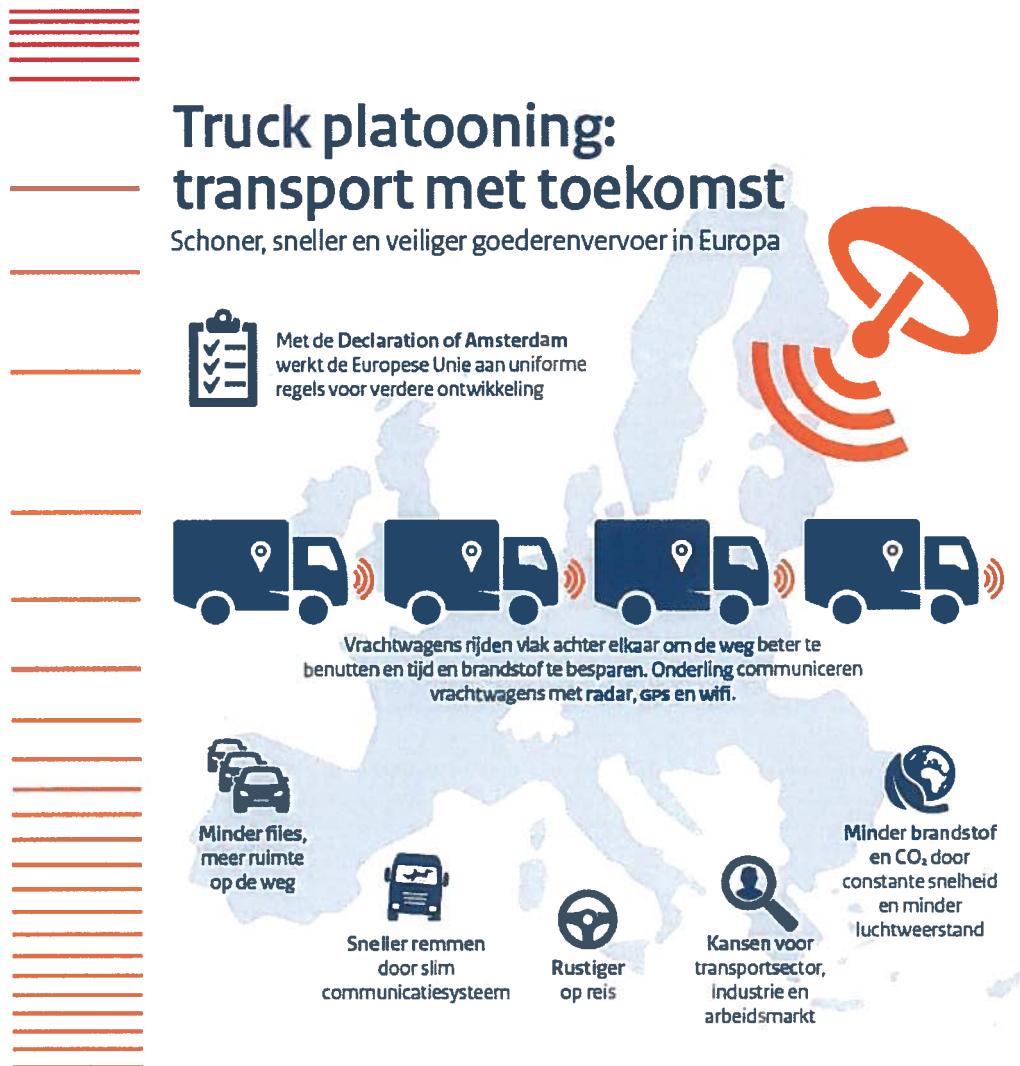 Truck platooning:
transport met toekomst
Schoner, sneller en veiliger goederenvervoer in Europa
Met de Declaration of Amsterdam
werkt de Europese Unie aan uniforme
regels voor verdere ontwikkeling
Vrachtwagens rijden vlak achter elkaar om de weg beter te
benutten en tijd en brandstof te besparen. Onderling communiceren
vrachtwagens met radar, GPS en wifi.
Minder files,
meer ruimte
op de weg
Sneller remmen
door slim
communicatiesysteem
Rustiger
op reis
Kansen voor
transportsector,
industrie en
arbeidsmarkt
Minder brandstof
en CO₂ door
constante snelheid
en minder
luchtweerstand